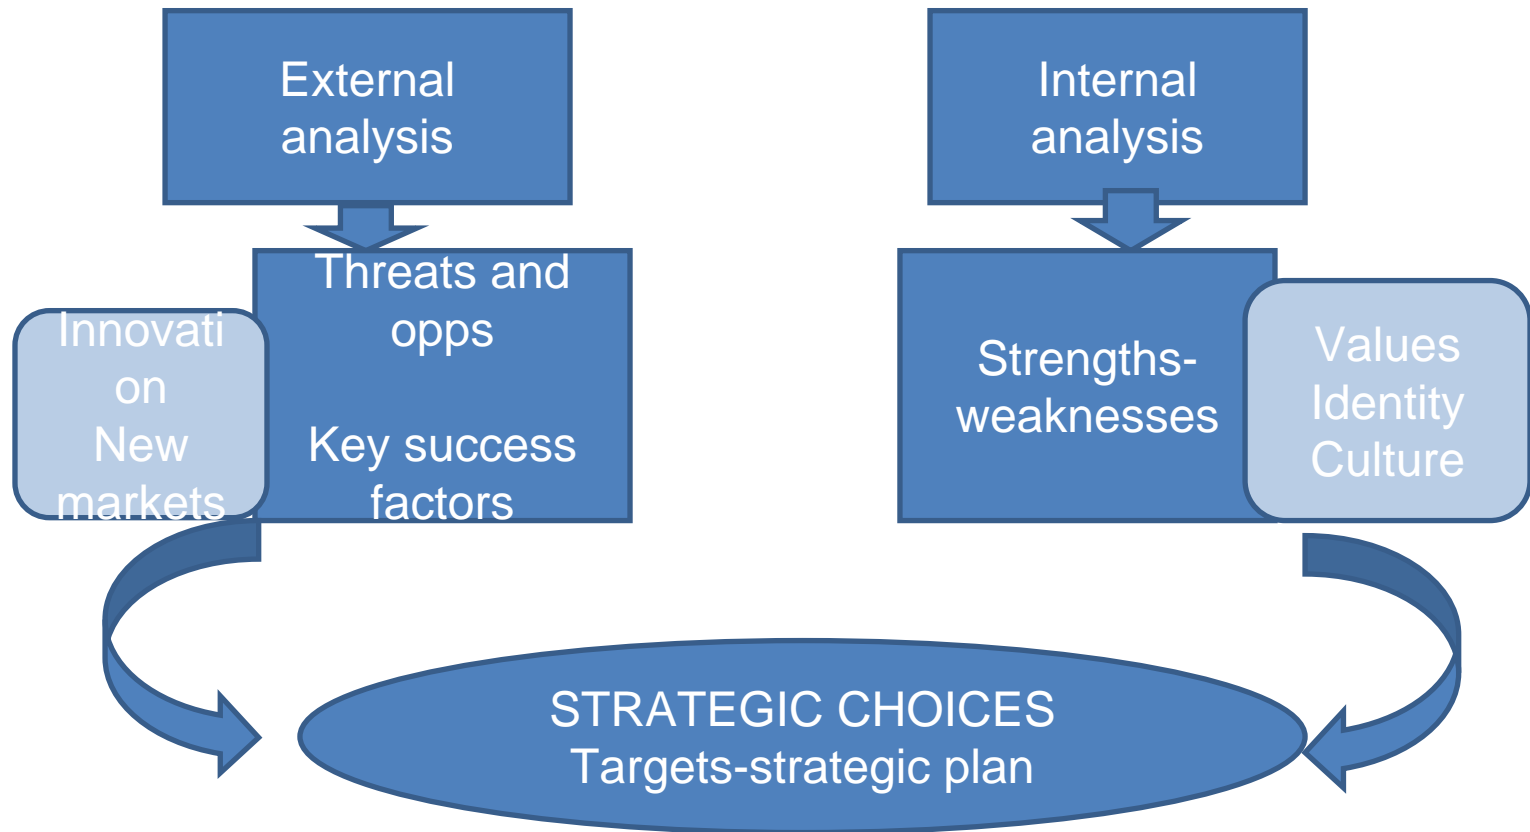 External
analysis
Internal
analysis
Threats and
opps
Key success
factors
Innovati
on
New
markets
Strengths-
weaknesses
Values
Identity
Culture
STRATEGIC CHOICES
Targets-strategic plan